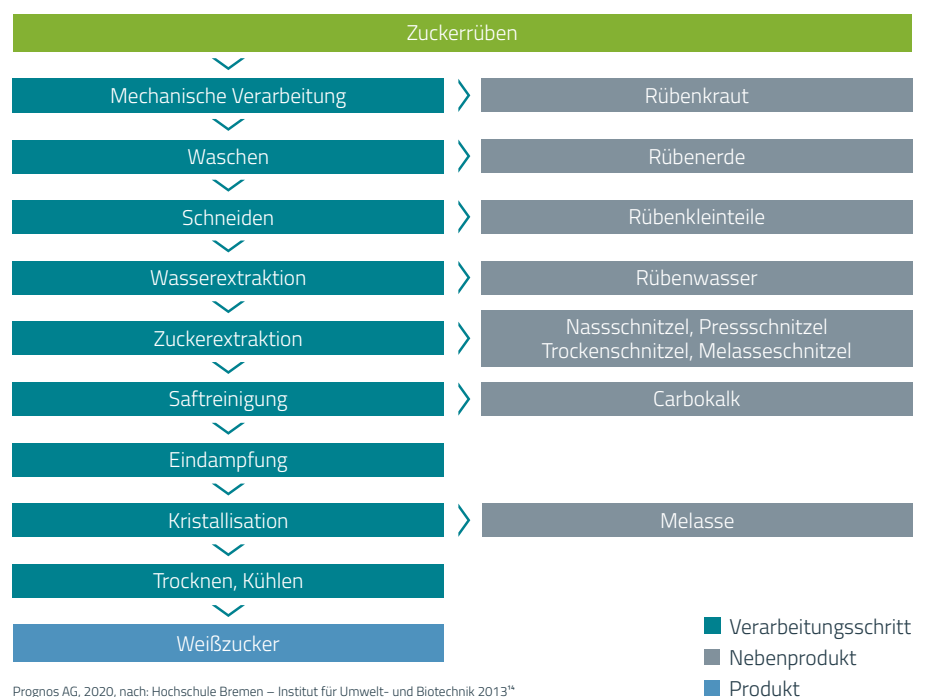 Zuckerrüben
Mechanische Verarbeitung
Rübenkraut
Waschen
Rübenerde
Schneiden
Rübenkleinteile
Wasserextraktion
Rübenwasser
Zuckerextraktion
Nassschnitzel, Pressschnitzel
Trockenschnitzel, Melasseschnitzel
Saftreinigung
Carbokalk
Eindampfung
Kristallisation
Melasse
Trocknen, Kühlen
Weißzucker
Verarbeitungsschritt
Nebenprodukt
Produkt
Prognos AG, 2020, nach: Hochschule Bremen – Institut für Umwelt- und Biotechnik 2013¹⁴